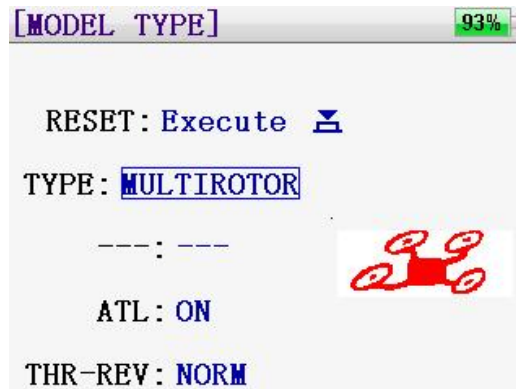 [MODEL TYPE] 93%
RESET: Execute
TYPE: MULTIROTOR
---: ---
ATL: ON
THR-REV: NORM